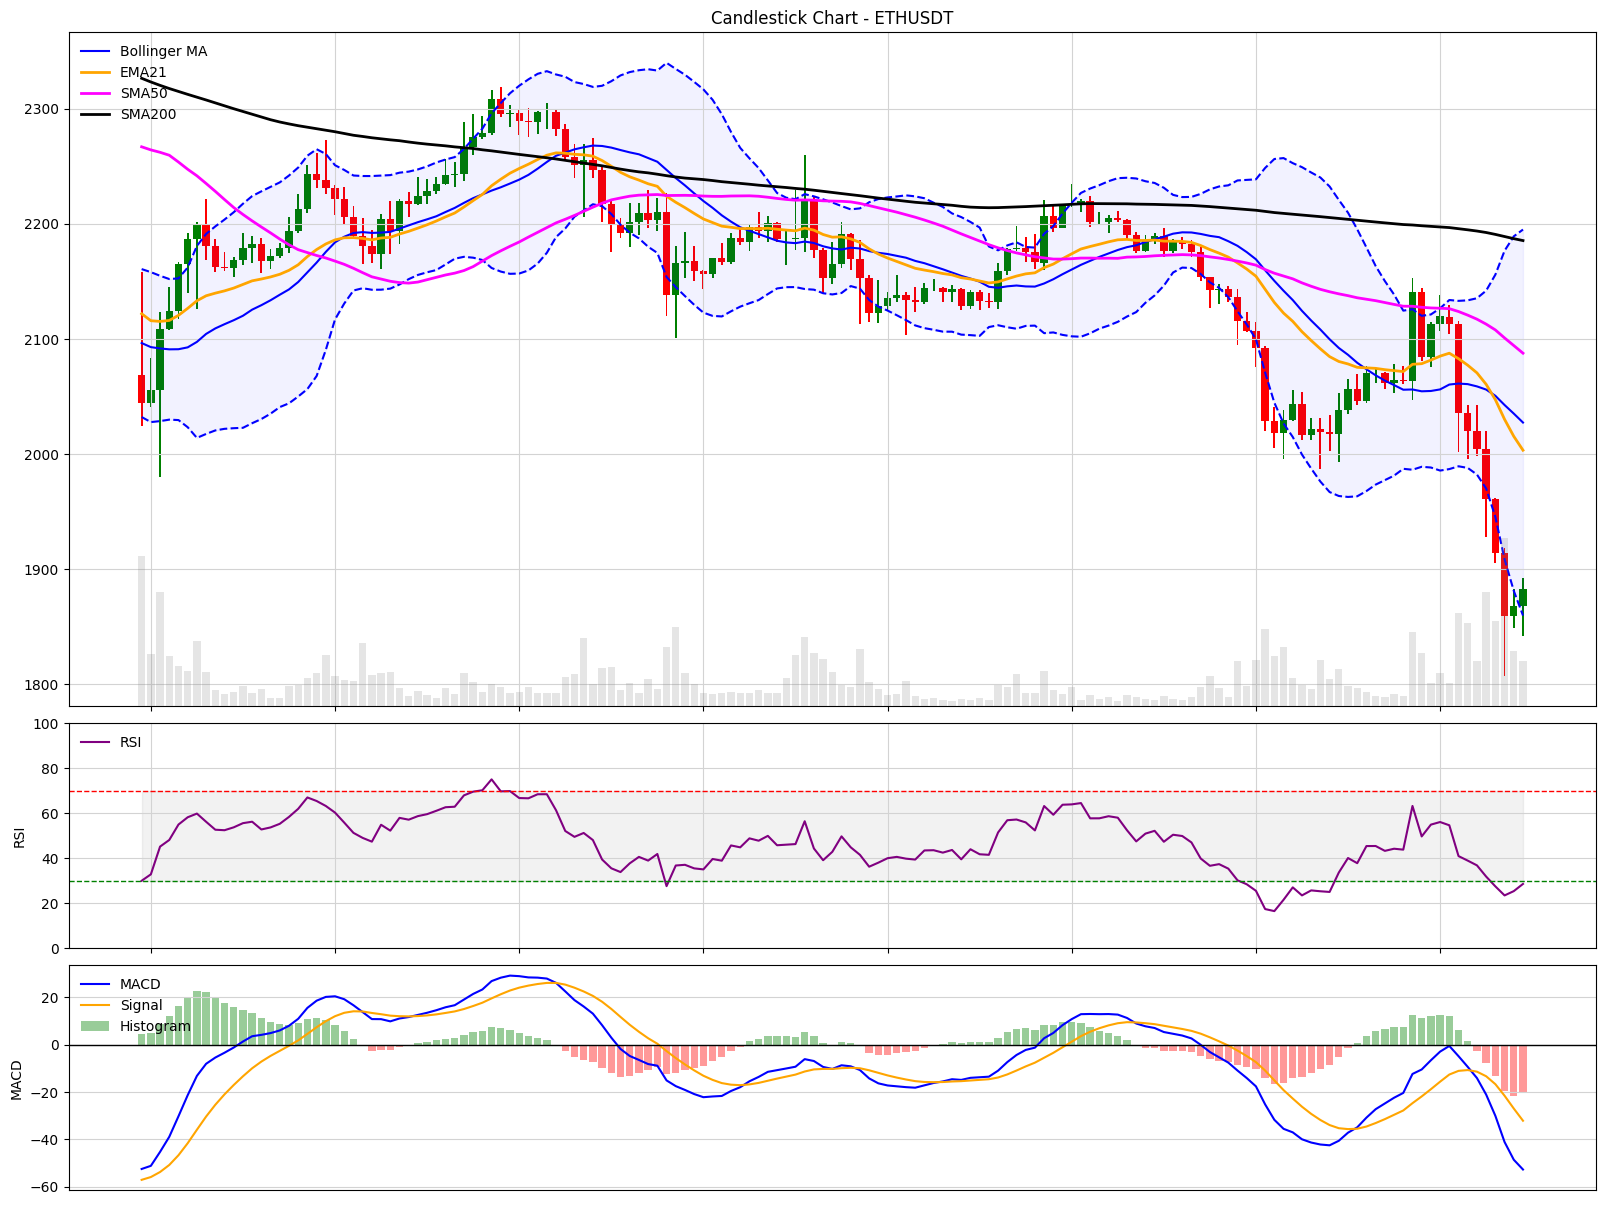 Candlestick Chart - ETHUSDT
Bollinger MA
EMA21
SMA50
SMA200
2300
2200
2100
2000
1900
1800
100
80
60
40
20
0
RSI
RSI
20
0
−20
−40
−60
MACD
MACD
Signal
Histogram